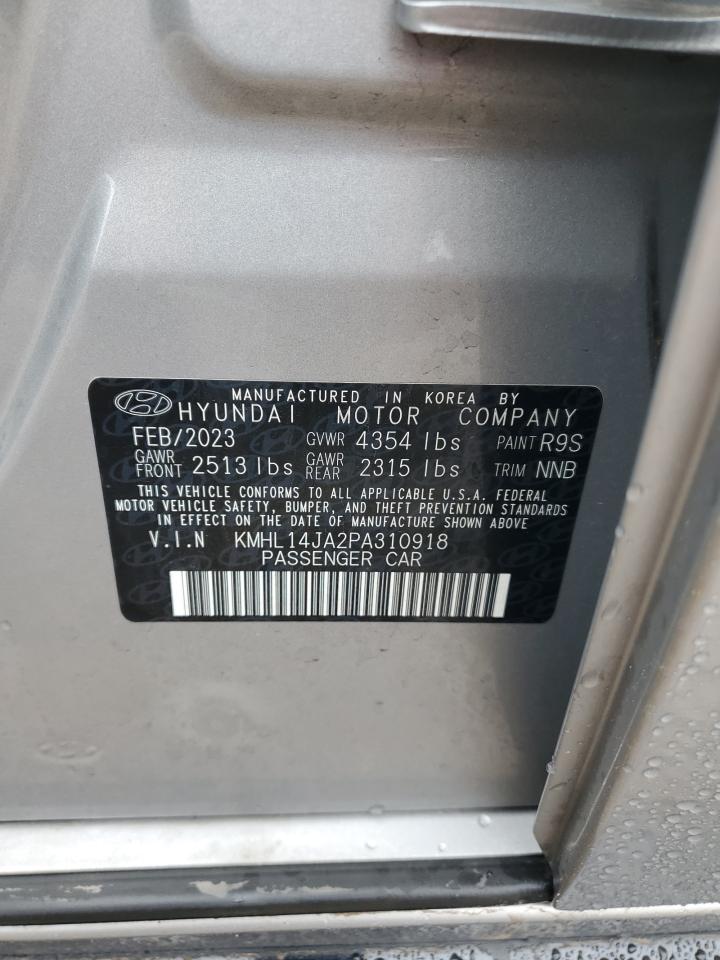 MANUFACTURED IN KOREA BY
HYUNDAI MOTOR COMPANY
FEB/2023 GVWR 4354 lbs PAINT R9S
GAWR FRONT 2513 lbs GAWR REAR 2315 lbs TRIM NNB
THIS VEHICLE CONFORMS TO ALL APPLICABLE U.S.A. FEDERAL
MOTOR VEHICLE SAFETY, BUMPER, AND THEFT PREVENTION STANDARDS
IN EFFECT ON THE DATE OF MANUFACTURE SHOWN ABOVE
V.I.N KMHL14JA2PA310918
PASSENGER CAR